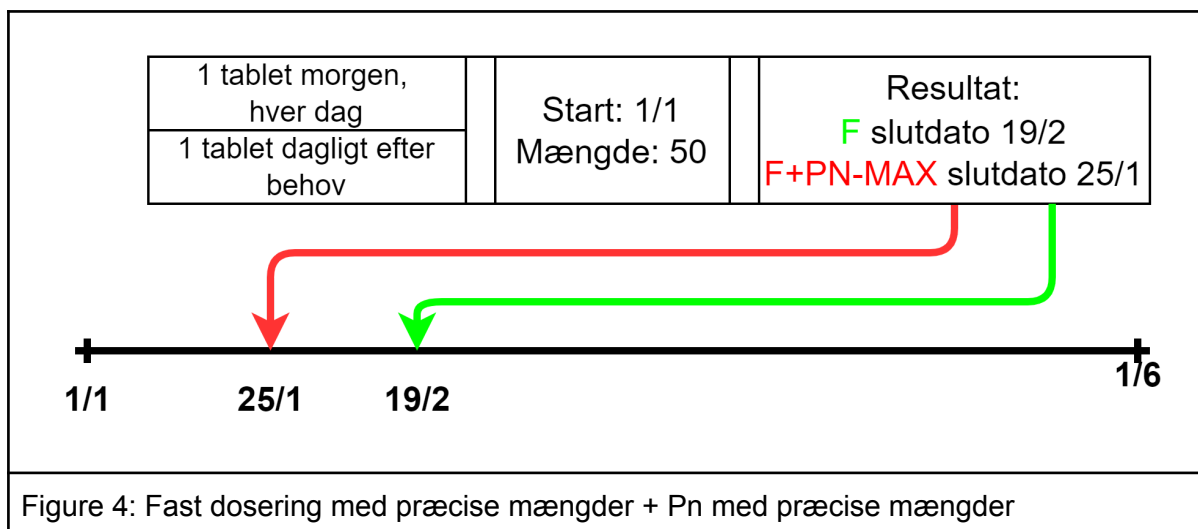 1 tablet morgen,
hver dag
1 tablet dagligt efter
behov
Start: 1/1
Mængde: 50
Resultat:
F slutdato 19/2
F+PN-MAX slutdato 25/1
1/1
25/1
19/2
1/6
Figure 4: Fast dosering med præcise mængder + Pn med præcise mængder